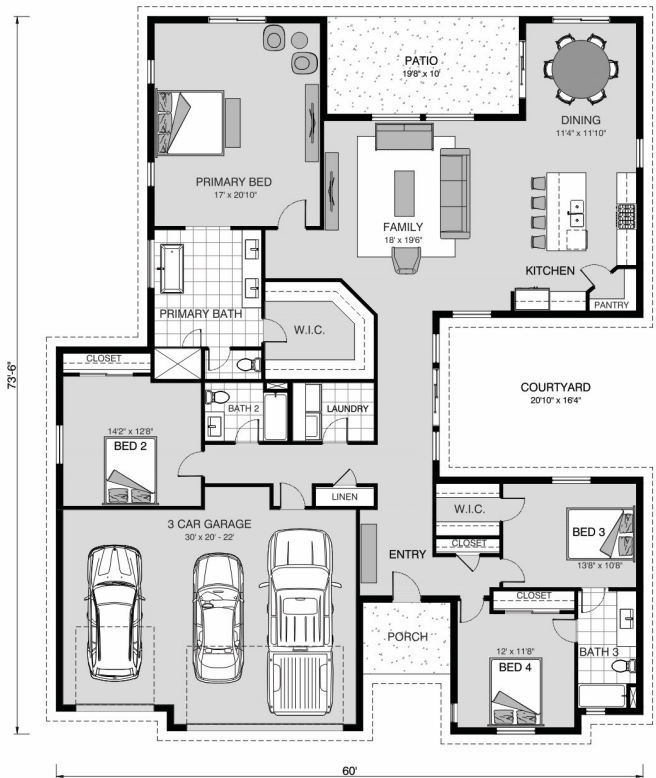 PATIO
19'8" x 10'
DINING
11'4" x 11'10"
PRIMARY BED
17' x 20'10"
FAMILY
18' x 19'6"
KITCHEN
PANTRY
PRIMARY BATH
W.I.C.
CLOSET
73'-6"
COURTYARD
20'10" x 16'4"
BATH 2
LAUNDRY
14'2" x 12'8"
BED 2
LINEN
W.I.C.
3 CAR GARAGE
30' x 20' - 22'
BED 3
13'8" x 10'8"
CLOSET
ENTRY
CLOSET
PORCH
12' x 11'8"
BED 4
BATH 3
60'